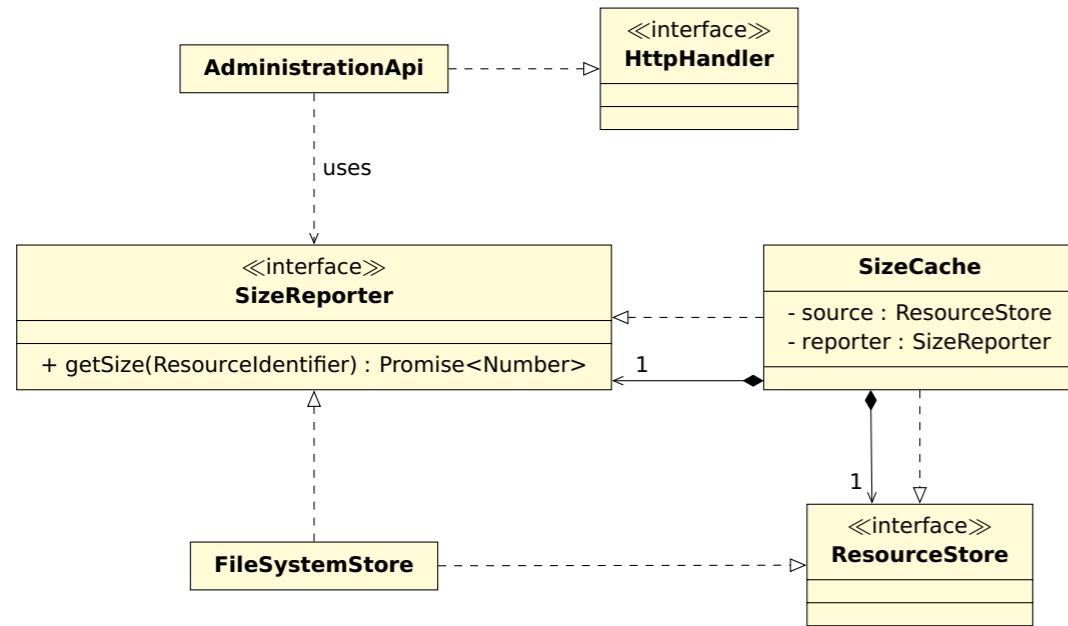 AdministrationApi
≪interface≫
HttpHandler
uses
≪interface≫
SizeReporter
+ getSize(ResourceIdentifier) : Promise<Number>
SizeCache
- source : ResourceStore
- reporter : SizeReporter
1
1
FileSystemStore
≪interface≫
ResourceStore